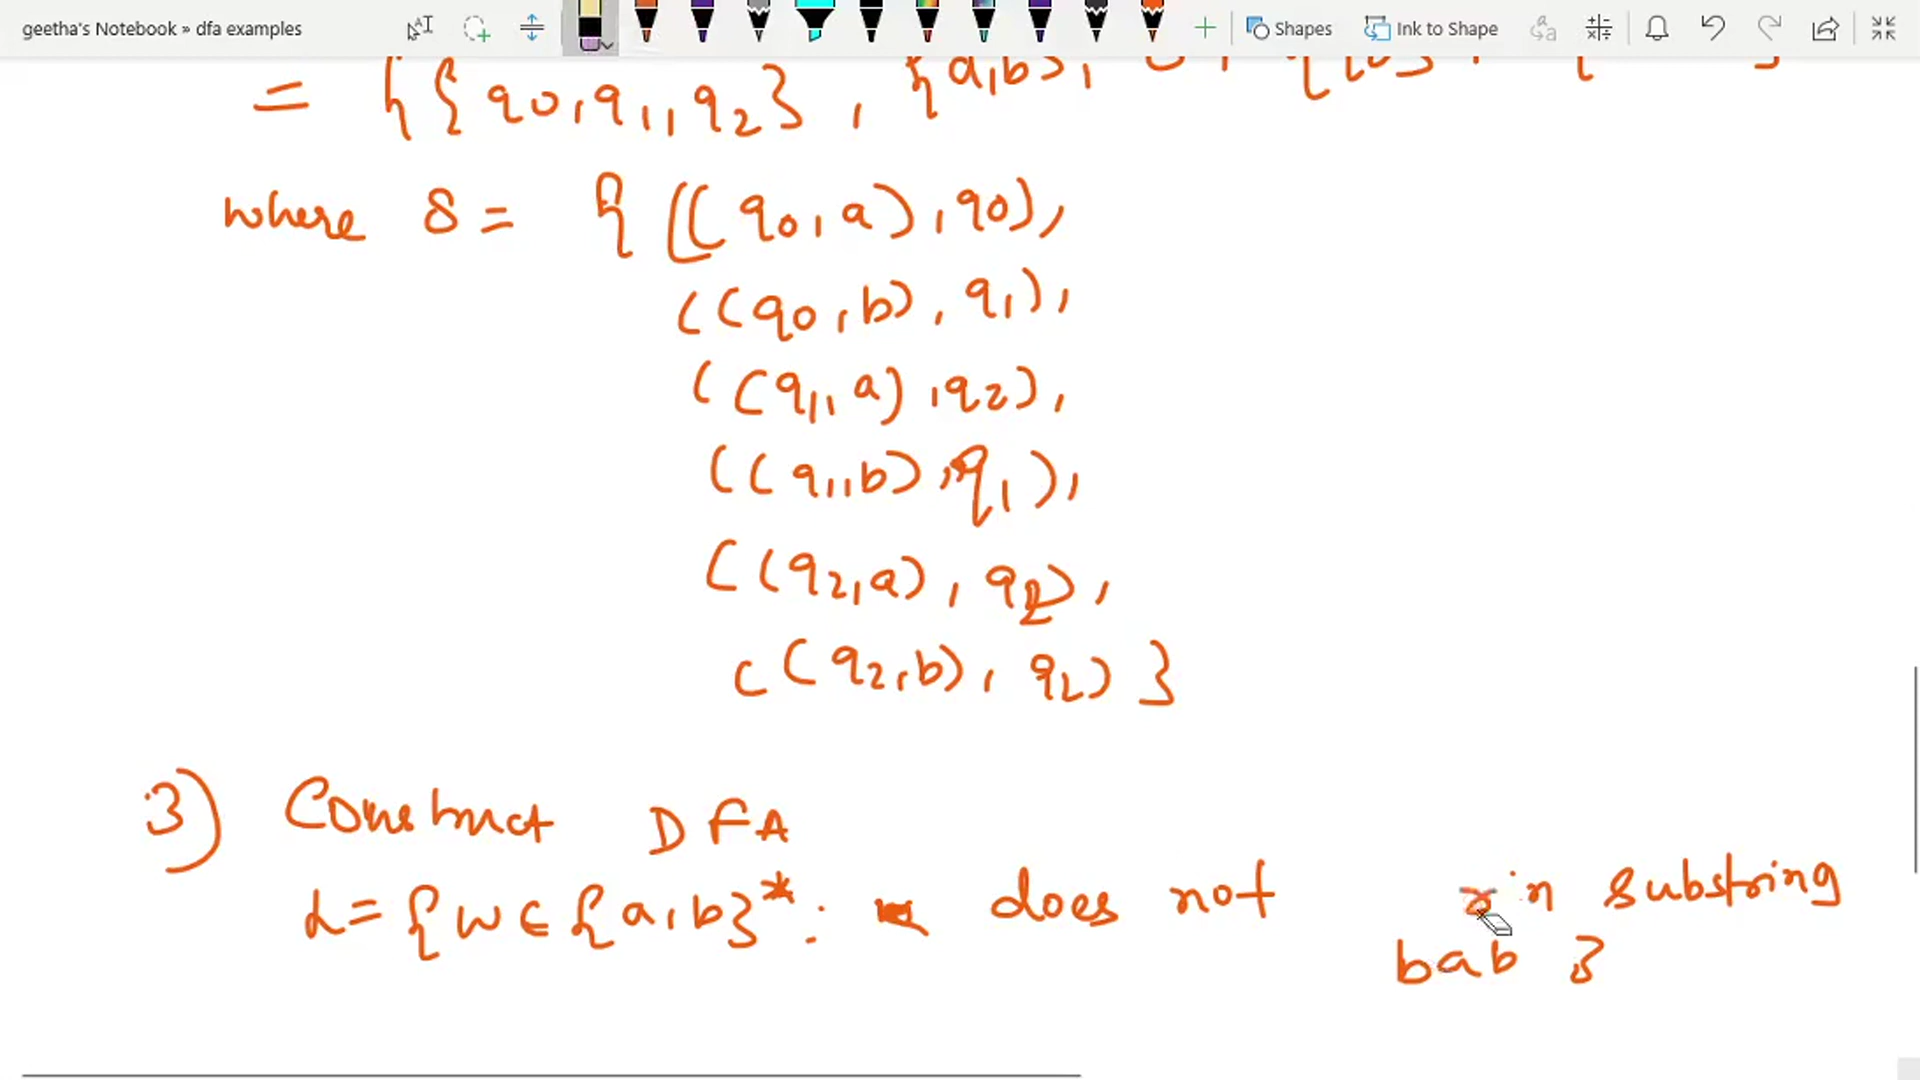 geetha's Notebook » dfa examples
Shapes
Ink to Shape
= {{q0,q1,q2}, {a,b},
where δ = {((q0,a),q0),
((q0,b),q1),
((q1,a),q2),
((q1,b),q1),
((q2,a),q2),
((q2,b),q2)}
3) Construct DFA
L={w∈{a,b}*: does not in substring
bab }